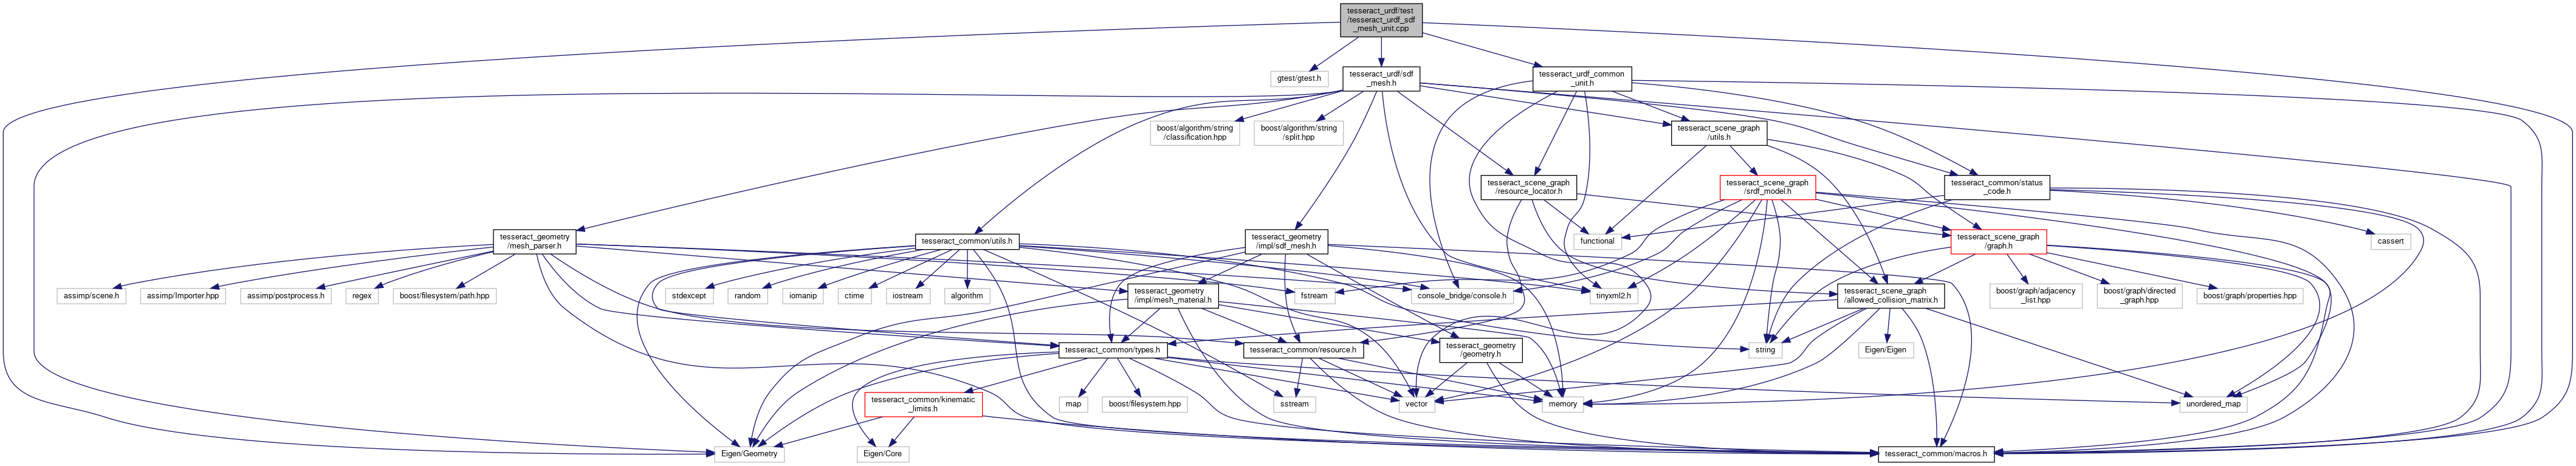 tesseract_urdf/test
/tesseract_urdf_sdf
_mesh_unit.cpp
gtest/gtest.h
tesseract_urdf/sdf
_mesh.h
tesseract_urdf_common
_unit.h
boost/algorithm/string
/classification.hpp
boost/algorithm/string
/split.hpp
tesseract_scene_graph
/utils.h
tesseract_scene_graph
/resource_locator.h
tesseract_scene_graph
/srdf_model.h
tesseract_common/status
_code.h
tesseract_geometry
/mesh_parser.h
tesseract_common/utils.h
tesseract_geometry
/impl/sdf_mesh.h
functional
tesseract_scene_graph
/graph.h
cassert
assimp/scene.h
assimp/Importer.hpp
assimp/postprocess.h
regex
boost/filesystem/path.hpp
stdexcept
random
iomanip
ctime
iostream
algorithm
tesseract_geometry
/impl/mesh_material.h
fstream
console_bridge/console.h
tinyxml2.h
tesseract_scene_graph
/allowed_collision_matrix.h
boost/graph/adjacency
_list.hpp
boost/graph/directed
_graph.hpp
boost/graph/properties.hpp
tesseract_common/types.h
tesseract_common/resource.h
tesseract_geometry
/geometry.h
string
Eigen/Eigen
tesseract_common/kinematic
_limits.h
map
boost/filesystem.hpp
sstream
vector
memory
unordered_map
Eigen/Geometry
Eigen/Core
tesseract_common/macros.h